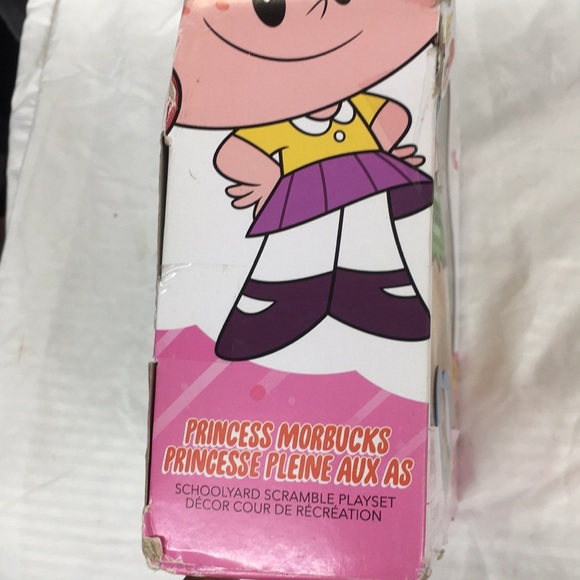 PRINCESS MORBUCKS
PRINCESSE PLEINE AUX AS
SCHOOLYARD SCRAMBLE PLAYSET
DÉCOR COUR DE RÉCRÉATION